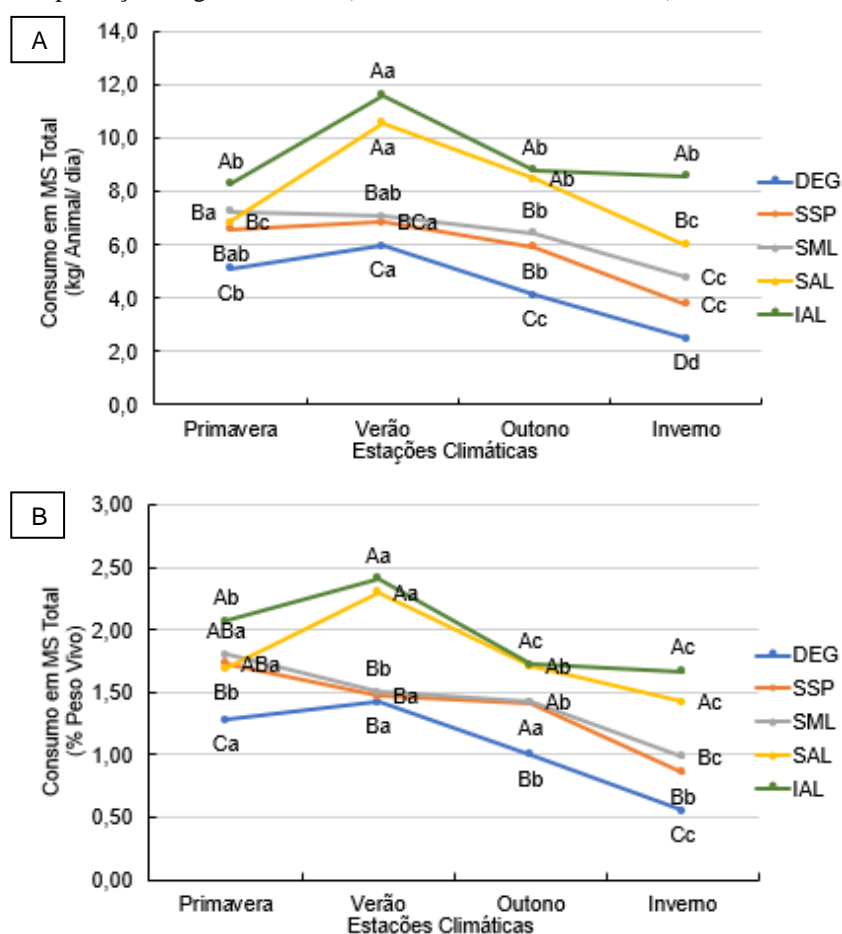 A
14,0
12,0
10,0
8,0
6,0
4,0
2,0
0,0
Consumo em MS Total
(kg/ Animal/ dia)
Ab Aa Ab Ab
Aa Ab Bc
Ba Bab Bb Cc
Bc BCa
Bab Bb Cc
Cb Ca Cc Dd
Primavera Verão Outono Inverno
Estações Climáticas
DEG
SSP
SML
SAL
IAL
B
3,00
2,50
2,00
1,50
1,00
0,50
0,00
Consumo em MS Total
(% Peso Vivo)
Ab Aa Ac Ac
ABa Aa Ab Ac
ABa Bb Ab Bc
Bb Ba Aa Bb
Ca Ba Bb Cc
Primavera Verão Outono Inverno
Estações Climáticas
DEG
SSP
SML
SAL
IAL